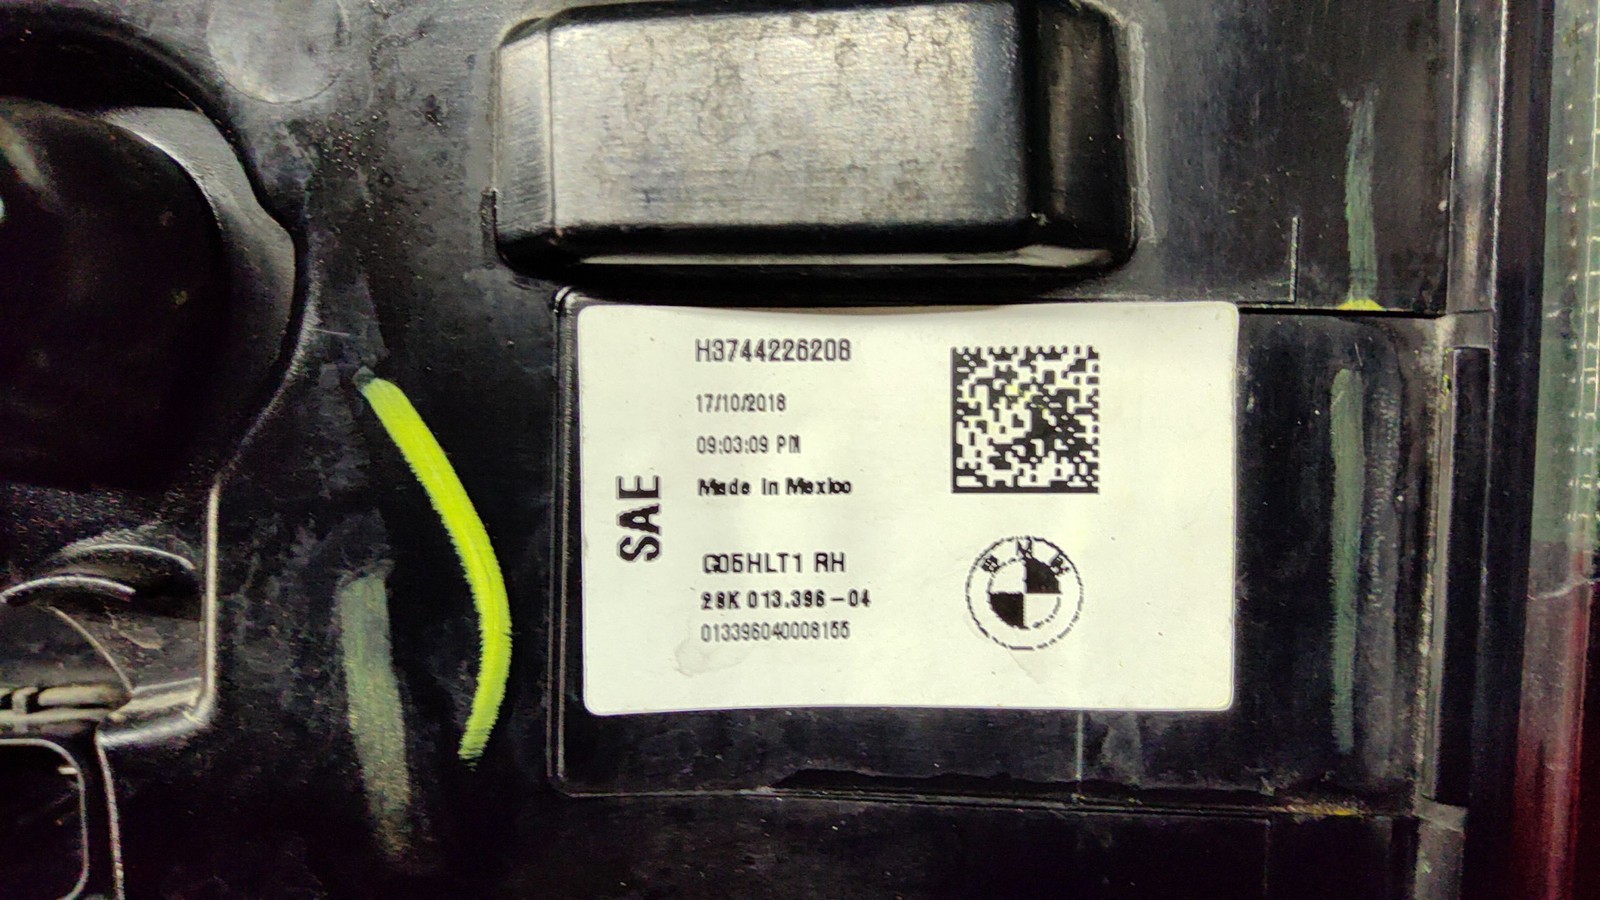 H3744226208
17/10/2018
09:03:09 PM
Made in Mexico
SAE
G05HLT1 RH
28K 013.396-04
013396040008155
BMW